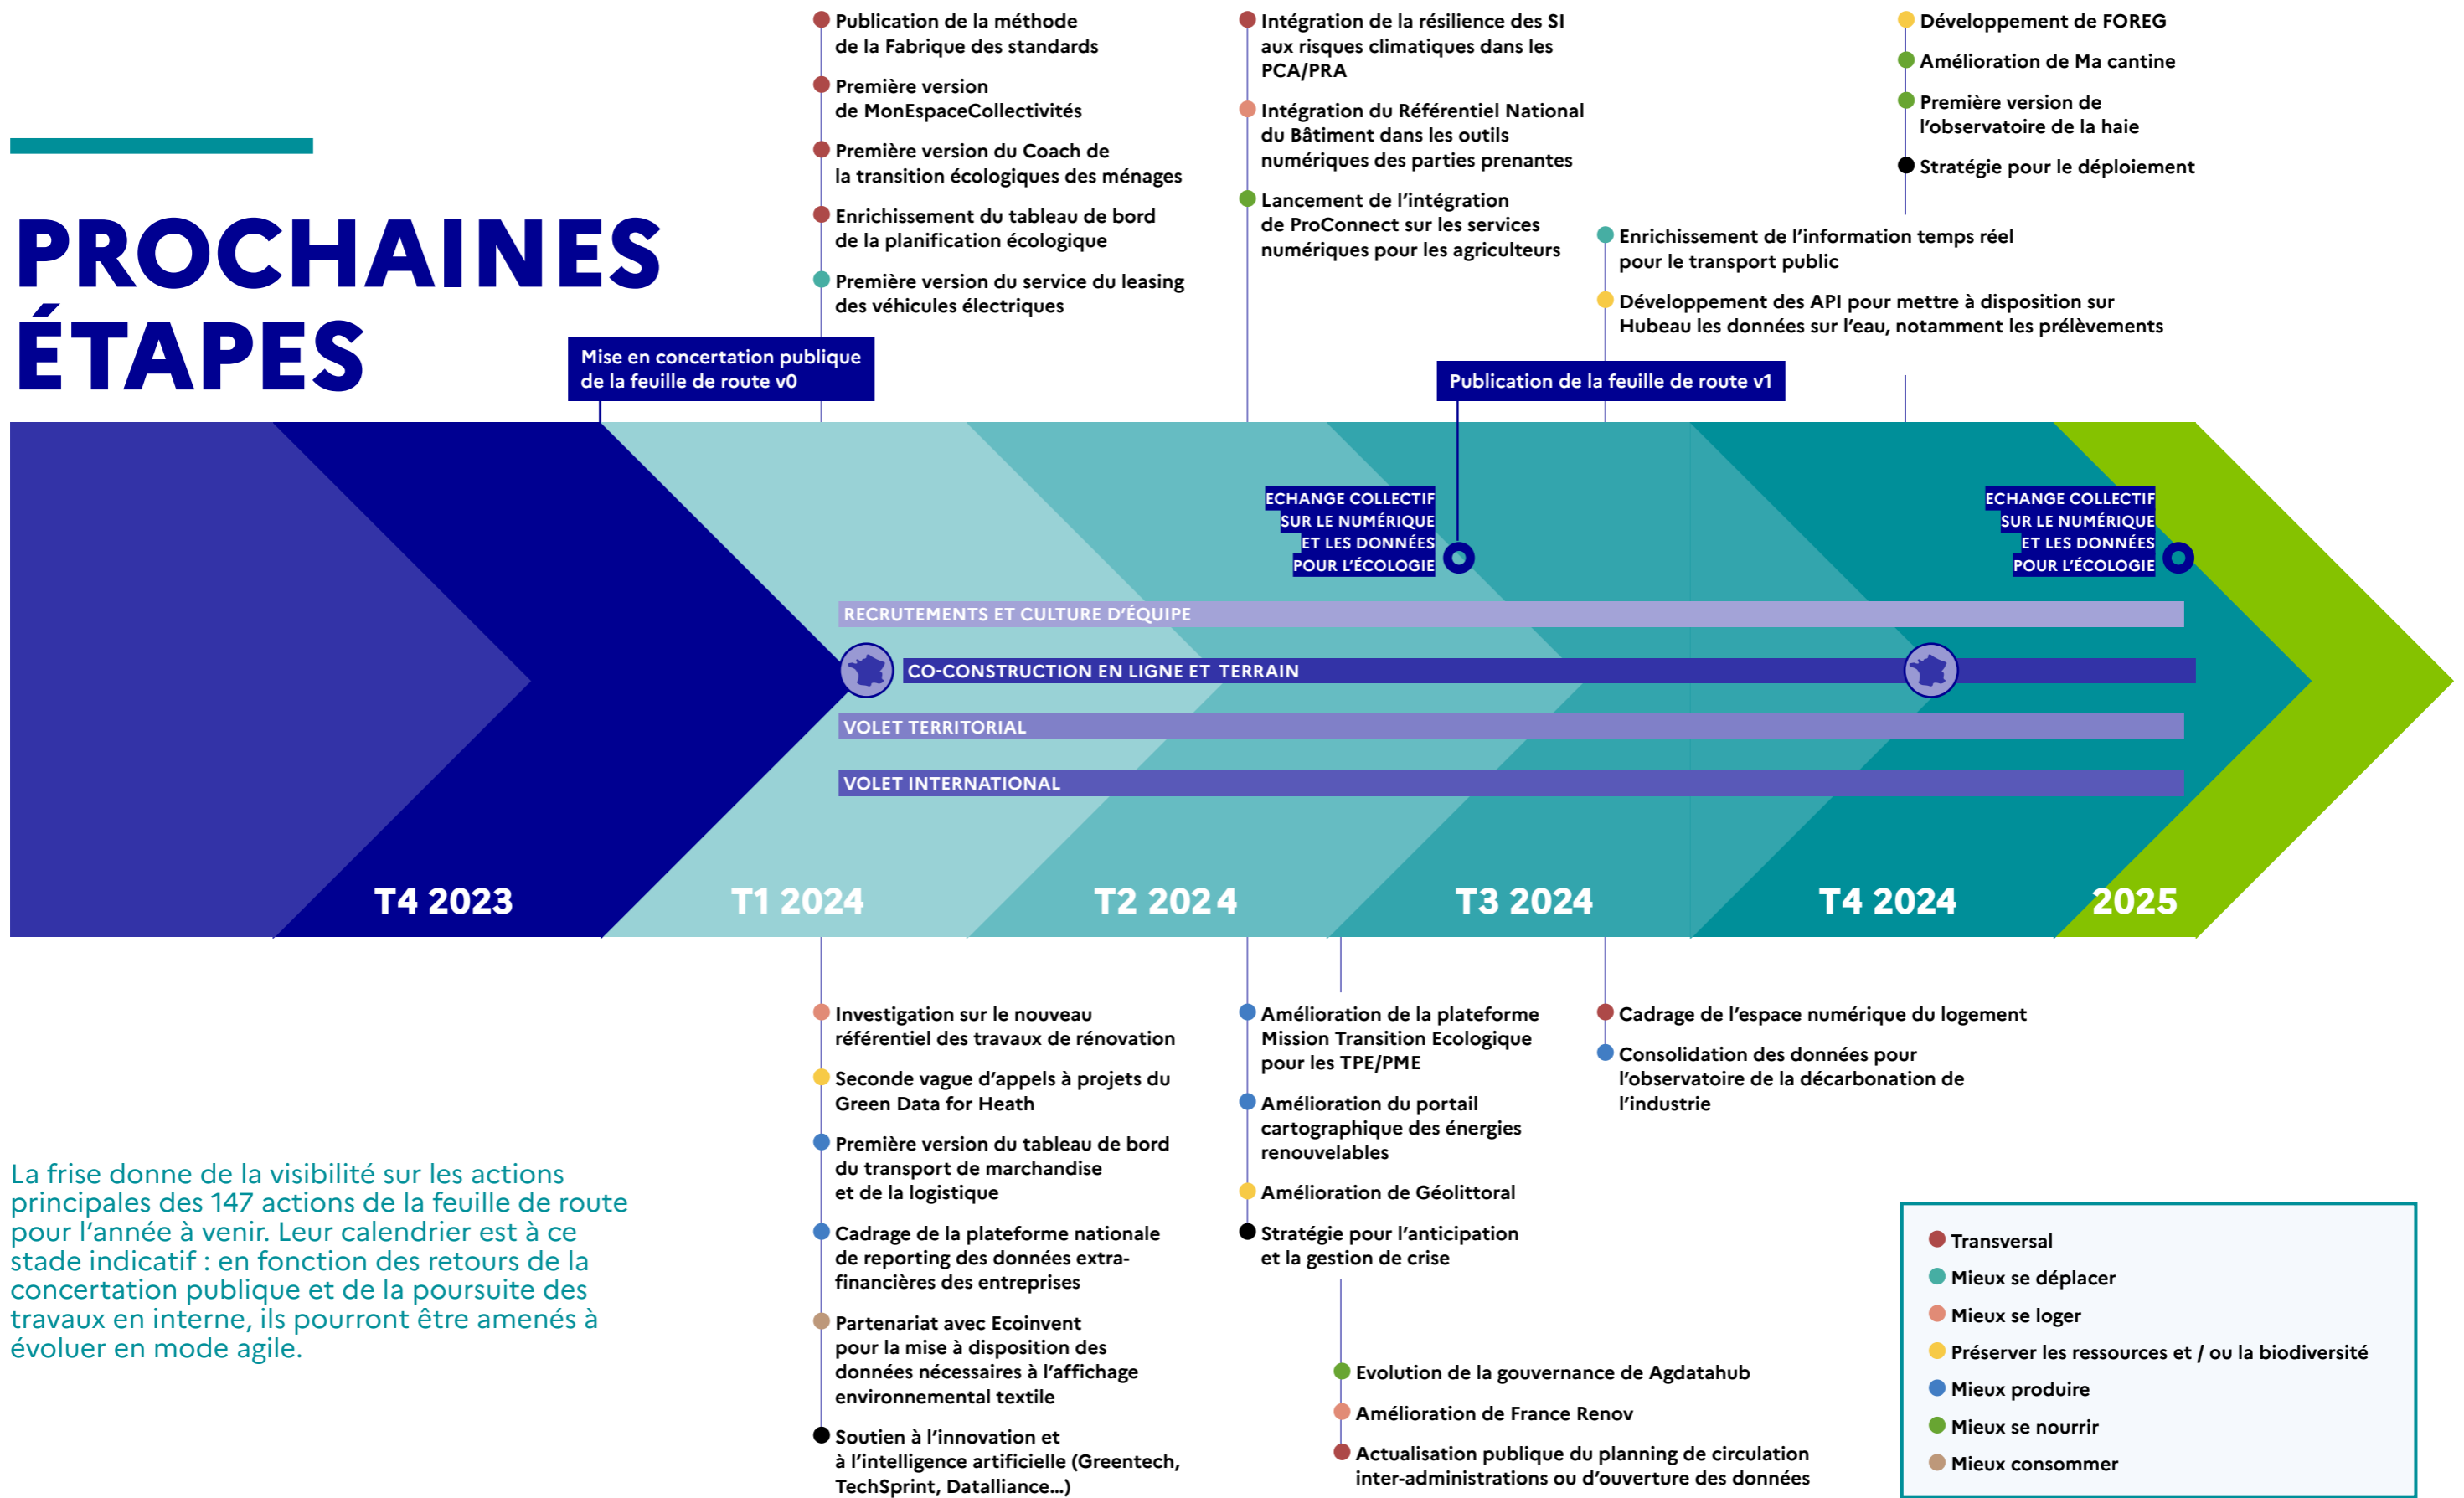 PROCHAINES
ÉTAPES
Publication de la méthode
de la Fabrique des standards
Première version
de MonEspaceCollectivités
Première version du Coach de
la transition écologiques des ménages
Enrichissement du tableau de bord
de la planification écologique
Première version du service du leasing
des véhicules électriques
Intégration de la résilience des SI
aux risques climatiques dans les
PCA/PRA
Intégration du Référentiel National
du Bâtiment dans les outils
numériques des parties prenantes
Lancement de l'intégration
de ProConnect sur les services
numériques pour les agriculteurs
Développement de FOREG
Amélioration de Ma cantine
Première version de
l'observatoire de la haie
Stratégie pour le déploiement
Enrichissement de l'information temps réel
pour le transport public
Développement des API pour mettre à disposition sur
Hubeau les données sur l'eau, notamment les prélèvements
Mise en concertation publique
de la feuille de route v0
Publication de la feuille de route v1
ECHANGE COLLECTIF
SUR LE NUMÉRIQUE
ET LES DONNÉES
POUR L'ÉCOLOGIE
ECHANGE COLLECTIF
SUR LE NUMÉRIQUE
ET LES DONNÉES
POUR L'ÉCOLOGIE
RECRUTEMENTS ET CULTURE D'ÉQUIPE
CO-CONSTRUCTION EN LIGNE ET TERRAIN
VOLET TERRITORIAL
VOLET INTERNATIONAL
T4 2023
T1 2024
T2 2024
T3 2024
T4 2024
2025
Investigation sur le nouveau
référentiel des travaux de rénovation
Seconde vague d'appels à projets du
Green Data for Heath
Première version du tableau de bord
du transport de marchandise
et de la logistique
Cadrage de la plateforme nationale
de reporting des données extra-
financières des entreprises
Partenariat avec Ecoinvent
pour la mise à disposition des
données nécessaires à l'affichage
environnemental textile
Soutien à l'innovation et
à l'intelligence artificielle (Greentech,
TechSprint, Datalliance...)
Amélioration de la plateforme
Mission Transition Ecologique
pour les TPE/PME
Amélioration du portail
cartographique des énergies
renouvelables
Amélioration de Géolittoral
Stratégie pour l'anticipation
et la gestion de crise
Evolution de la gouvernance de Agdatahub
Amélioration de France Renov
Actualisation publique du planning de circulation
inter-administrations ou d'ouverture des données
Cadrage de l'espace numérique du logement
Consolidation des données pour
l'observatoire de la décarbonation de
l'industrie
La frise donne de la visibilité sur les actions
principales des 147 actions de la feuille de route
pour l'année à venir. Leur calendrier est à ce
stade indicatif : en fonction des retours de la
concertation publique et de la poursuite des
travaux en interne, ils pourront être amenés à
évoluer en mode agile.
Transversal
Mieux se déplacer
Mieux se loger
Préserver les ressources et / ou la biodiversité
Mieux produire
Mieux se nourrir
Mieux consommer